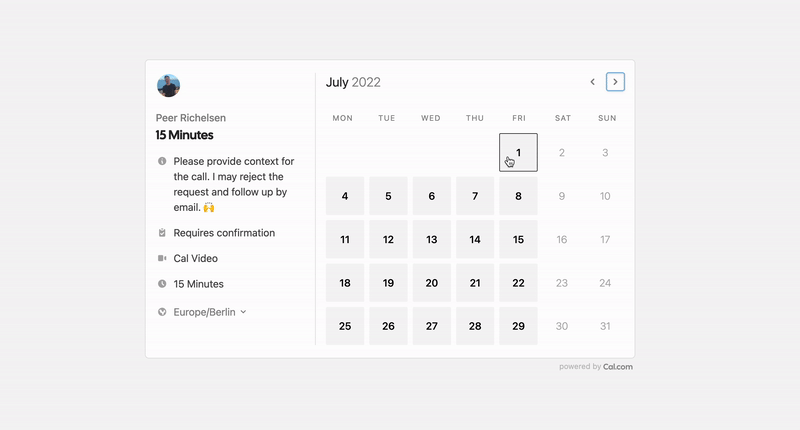 Peer Richelsen
15 Minutes
Please provide context for
the call. I may reject the
request and follow up by
email. 🙌
Requires confirmation
Cal Video
15 Minutes
Europe/Berlin
July 2022
MON TUE WED THU FRI SAT SUN
1 2 3
4 5 6 7 8 9 10
11 12 13 14 15 16 17
18 19 20 21 22 23 24
25 26 27 28 29 30 31
powered by Cal.com